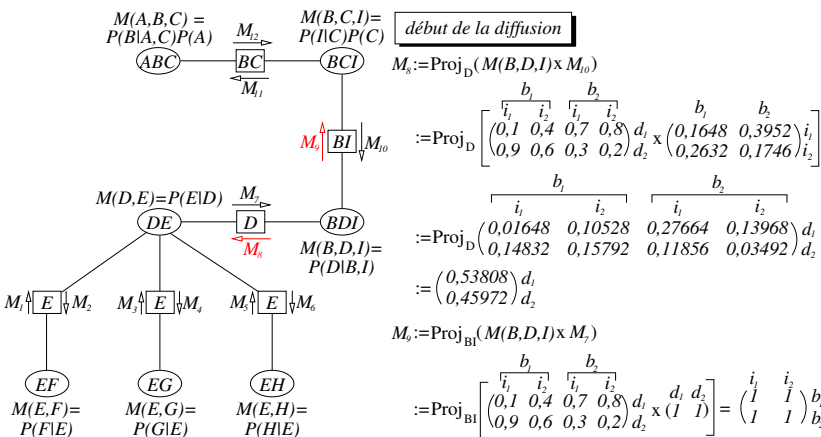 M(A,B,C) =
P(B|A,C)P(A)
M(B,C,I)=
P(I|C)P(C)
M12
ABC
BC
BCI
M11
M9
BI
M10
M(D,E)=P(E|D)
M7
DE
D
BDI
M8
M(B,D,I)=
P(D|B,I)
M1
E
M2
M3
E
M4
M5
E
M6
EF
EG
EH
M(E,F)=
P(F|E)
M(E,G)=
P(G|E)
M(E,H)=
P(H|E)
début de la diffusion
M8:=ProjD(M(B,D,I)x M10)
b1 b2
i1 i2 i1 i2 b1 b2
:=ProjD[(0,1 0,4 0,7 0,8) d1 x (0,1648 0,3952) i1
0,9 0,6 0,3 0,2) d2 0,2632 0,1746) i2]
b1 b2
i1 i2 i1 i2
:=ProjD(0,01648 0,10528 0,27664 0,13968) d1
0,14832 0,15792 0,11856 0,03492) d2
:=(0,53808) d1
0,45972) d2
M9:=ProjBI(M(B,D,I)x M7)
b1 b2
i1 i2 i1 i2 d1 d2 i1 i2
:=ProjBI[(0,1 0,4 0,7 0,8) d1 x (1 1)] = (1 1) b1
0,9 0,6 0,3 0,2) d2 1 1) b2